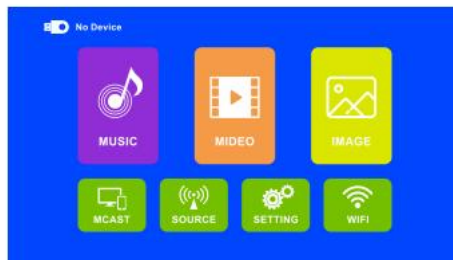 No Device
MUSIC
MIDEO
IMAGE
MCAST
SOURCE
SETTING
WIFI